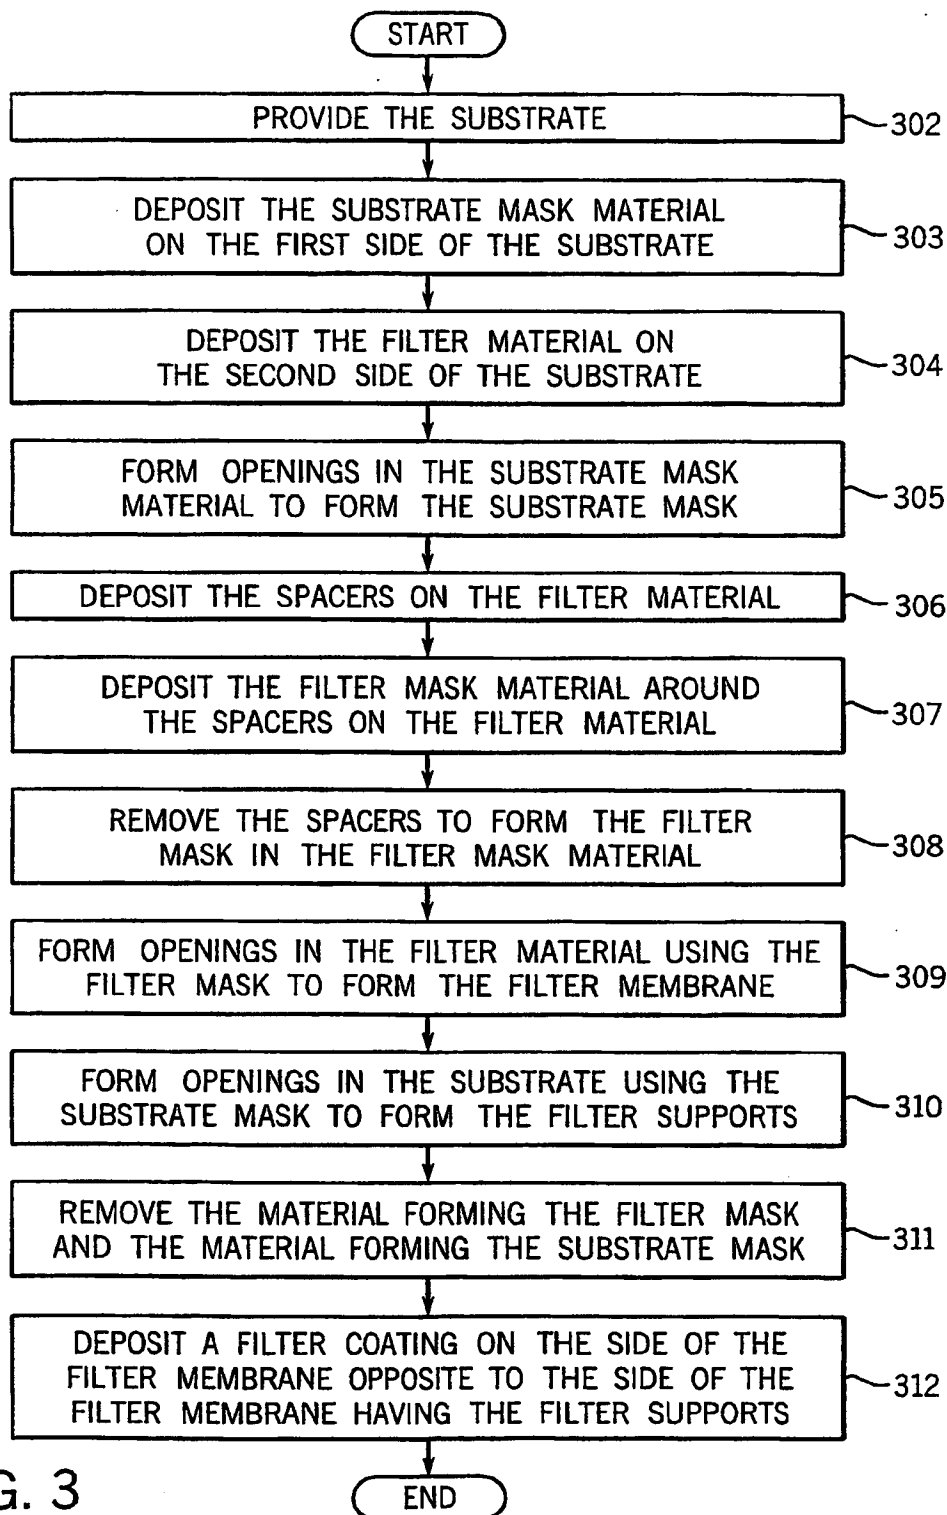 START
PROVIDE THE SUBSTRATE
302
DEPOSIT THE SUBSTRATE MASK MATERIAL
ON THE FIRST SIDE OF THE SUBSTRATE
303
DEPOSIT THE FILTER MATERIAL ON
THE SECOND SIDE OF THE SUBSTRATE
304
FORM OPENINGS IN THE SUBSTRATE MASK
MATERIAL TO FORM THE SUBSTRATE MASK
305
DEPOSIT THE SPACERS ON THE FILTER MATERIAL
306
DEPOSIT THE FILTER MASK MATERIAL AROUND
THE SPACERS ON THE FILTER MATERIAL
307
REMOVE THE SPACERS TO FORM THE FILTER
MASK IN THE FILTER MASK MATERIAL
308
FORM OPENINGS IN THE FILTER MATERIAL USING THE
FILTER MASK TO FORM THE FILTER MEMBRANE
309
FORM OPENINGS IN THE SUBSTRATE USING THE
SUBSTRATE MASK TO FORM THE FILTER SUPPORTS
310
REMOVE THE MATERIAL FORMING THE FILTER MASK
AND THE MATERIAL FORMING THE SUBSTRATE MASK
311
DEPOSIT A FILTER COATING ON THE SIDE OF THE
FILTER MEMBRANE OPPOSITE TO THE SIDE OF THE
FILTER MEMBRANE HAVING THE FILTER SUPPORTS
312
END
G. 3